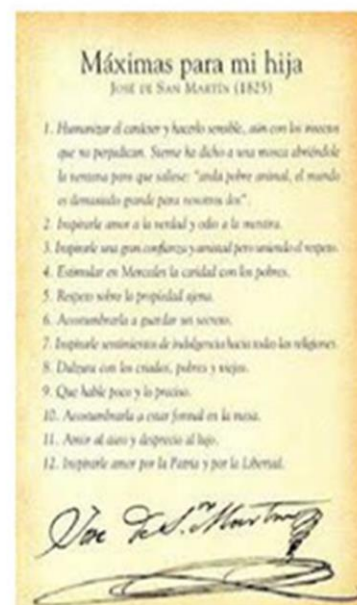 Máximas para mi hija
José de San Martín (1825)
1. Humanizar el carácter y hacerlo sensible, aún con los insectos
que no perjudican. Sterne ha dicho a una mosca abriéndole
la ventana para que saliese: "anda pobre animal, el mundo
es demasiado grande para nosotros dos".
2. Inspirarle amor a la verdad y odio a la mentira.
3. Inspirarle una gran confianza y amistad pero uniendo el respeto.
4. Estimular en Mercedes la caridad con los pobres.
5. Respeto sobre la propiedad ajena.
6. Acostumbrarla a guardar un secreto.
7. Inspirarle sentimientos de indulgencia hacia todas las religiones.
8. Dulzura con los criados, pobres y viejos.
9. Que hable poco y lo preciso.
10. Acostumbrarla a estar formal en la mesa.
11. Amor al aseo y desprecio al lujo.
12. Inspirarle amor por la Patria y por la Libertad.
José de S.ⁿ Martín